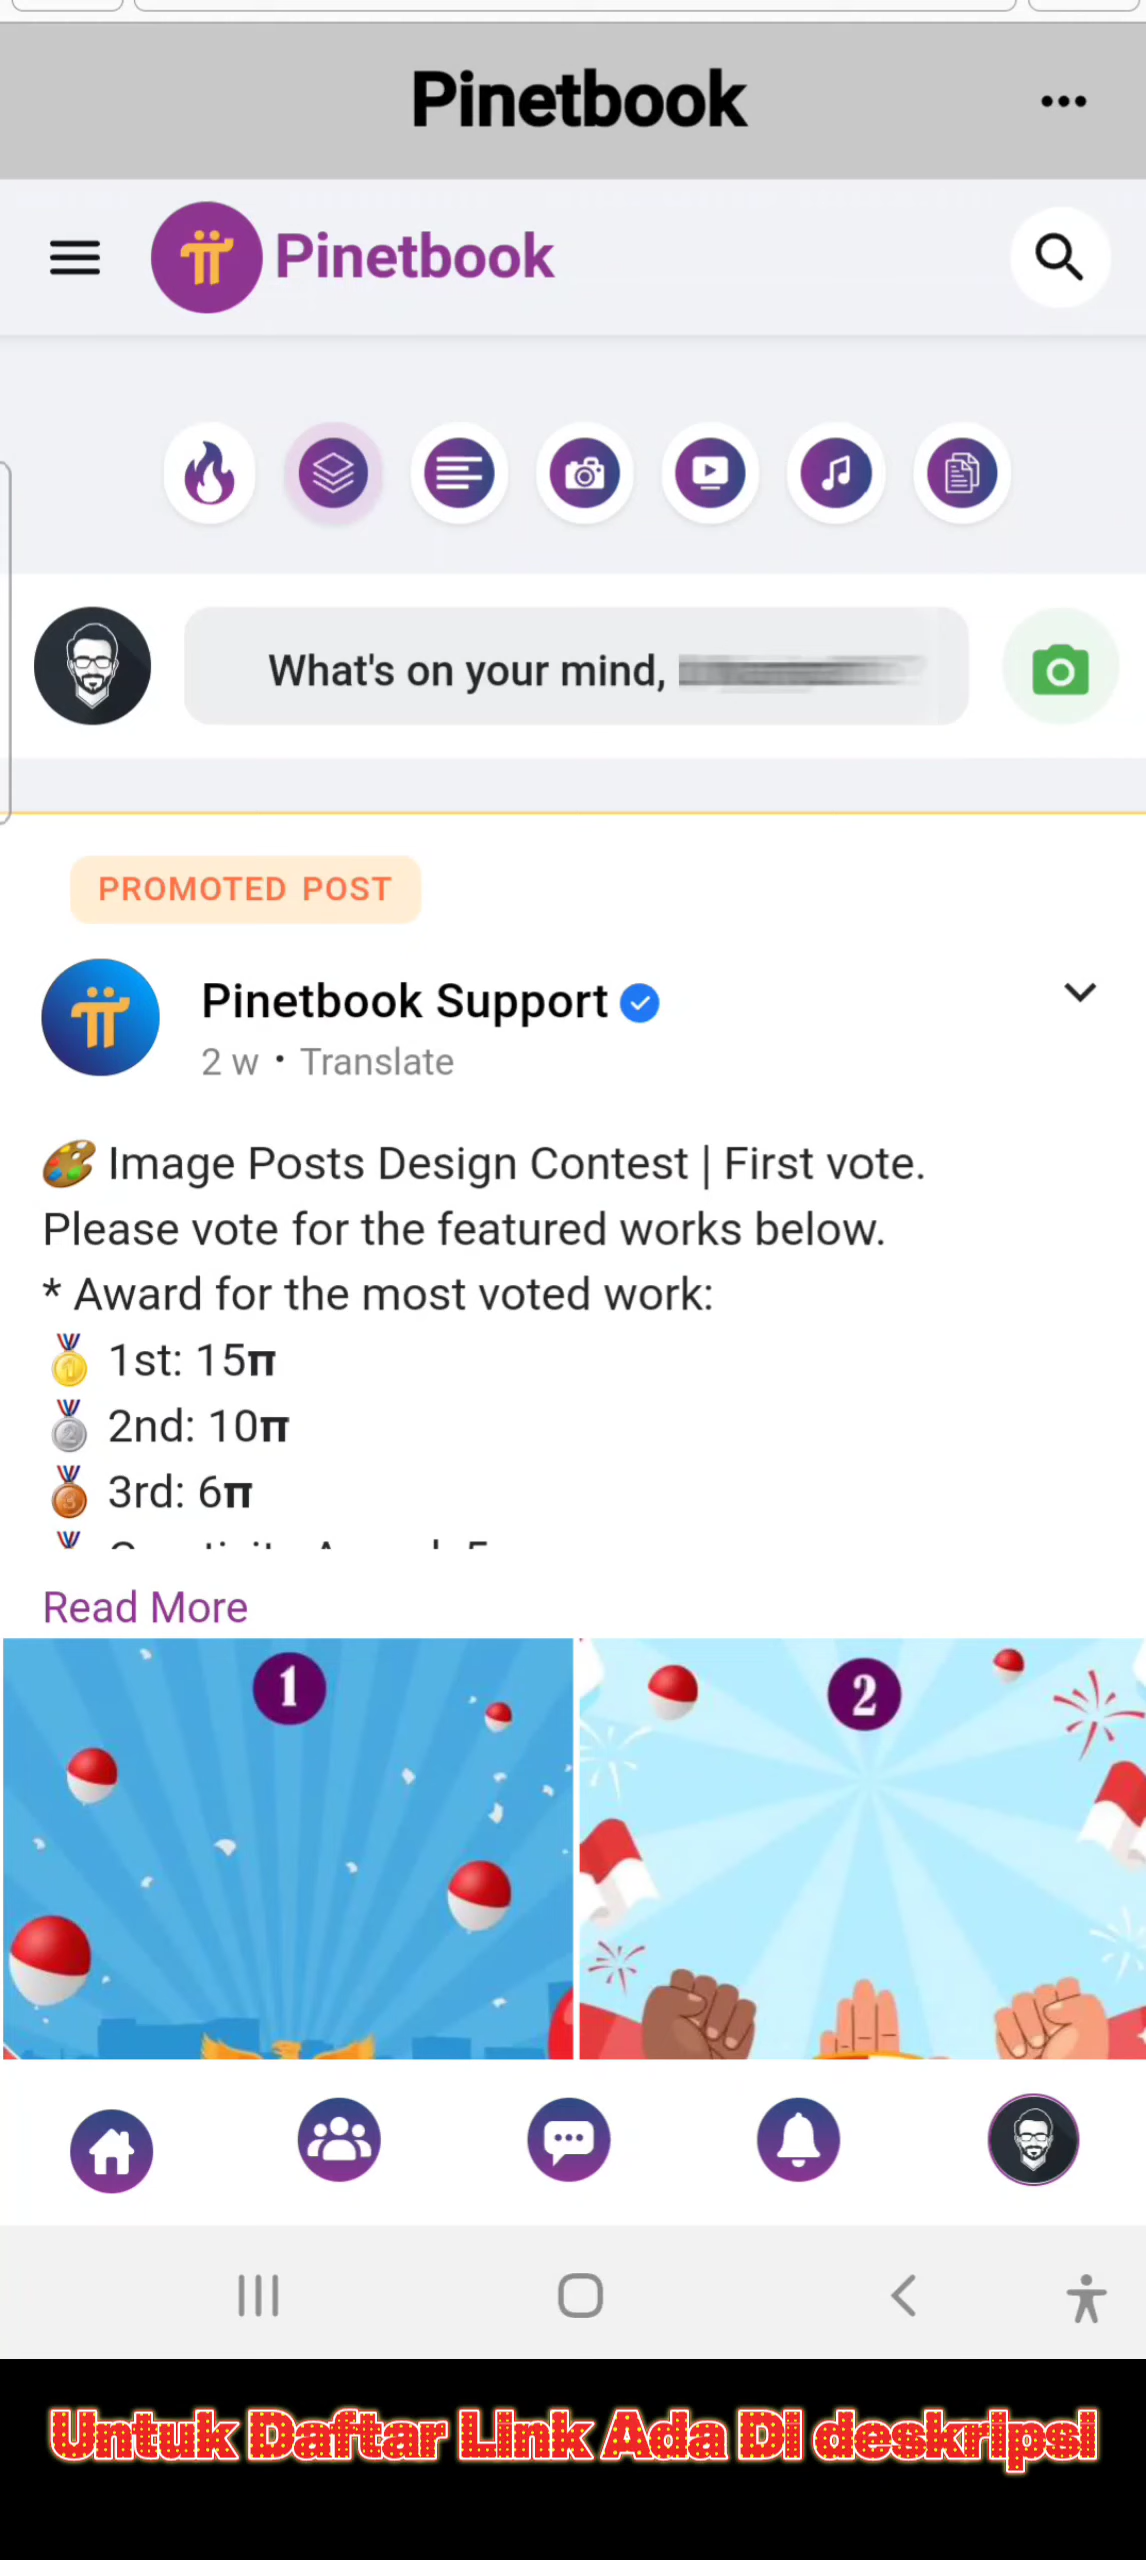 Pinetbook
Pinetbook
What's on your mind,
PROMOTED POST
Pinetbook Support
2 w • Translate
🎨 Image Posts Design Contest | First vote.
Please vote for the featured works below.
* Award for the most voted work:
🥇 1st: 15π
🥈 2nd: 10π
🥉 3rd: 6π
Read More
1
2
Untuk Daftar Link Ada Di deskripsi